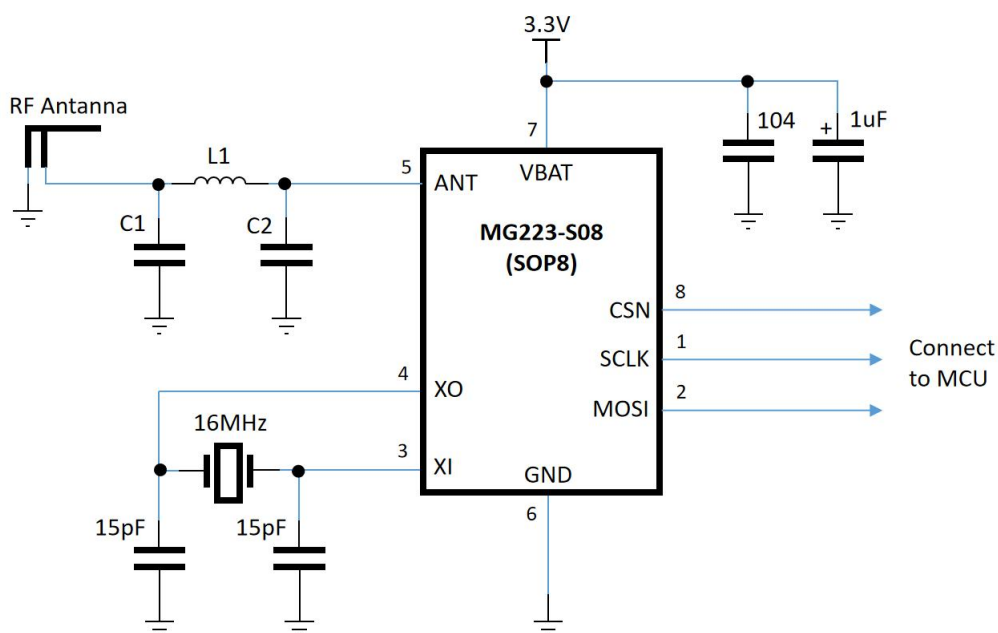 3.3V
RF Antanna
104
1uF
+
7
L1
5
VBAT
ANT
C1
C2
MG223-S08
(SOP8)
8
CSN
1
SCLK
Connect
to MCU
2
MOSI
4
XO
16MHz
3
XI
GND
6
15pF
15pF